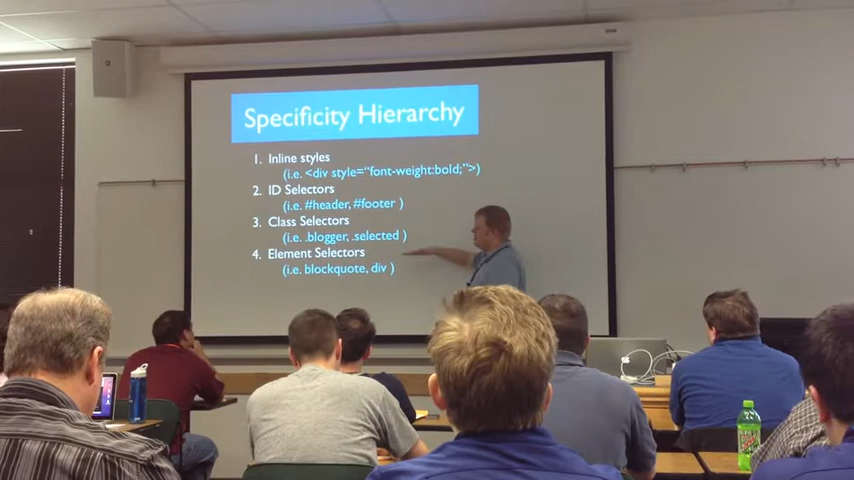 Specificity Hierarchy
1. Inline styles
(i.e. <div style="font-weight:bold;">)
2. ID Selectors
(i.e. #header, #footer )
3. Class Selectors
(i.e. .blogger, .selected )
4. Element Selectors
(i.e. blockquote, div )